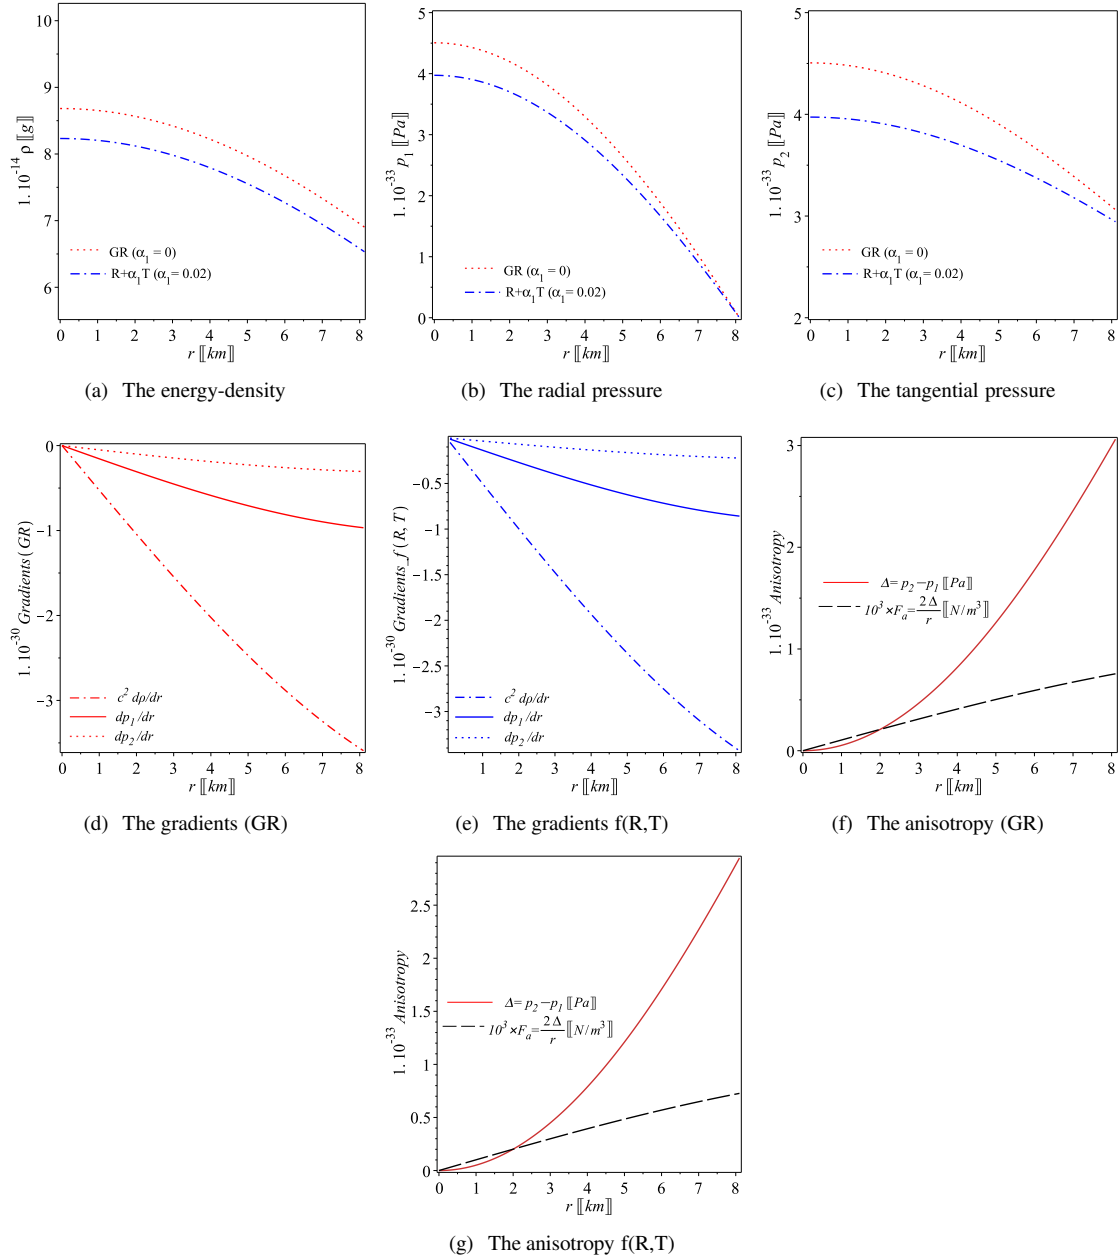 10
9
8
7
6
1. 10⁻¹⁴ ρ [[g]]
GR (α₁ = 0)
R+α₁T (α₁= 0.02)
0 1 2 3 4 5 6 7 8
r [[km]]
(a) The energy-density
5
4
3
2
1
0
1. 10⁻³³ p₁ [[Pa]]
GR (α₁ = 0)
R+α₁T (α₁= 0.02)
0 1 2 3 4 5 6 7 8
r [[km]]
(b) The radial pressure
5
4
3
2
1. 10⁻³³ p₂ [[Pa]]
GR (α₁ = 0)
R+α₁T (α₁= 0.02)
0 1 2 3 4 5 6 7 8
r [[km]]
(c) The tangential pressure
0
−1
−2
−3
1. 10⁻³⁰ Gradients(GR)
c² dρ/dr
dp₁/dr
dp₂/dr
0 1 2 3 4 5 6 7 8
r [[km]]
(d) The gradients (GR)
−0.5
−1
−1.5
−2
−2.5
−3
1. 10⁻³⁰ Gradients_f(R, T)
c² dρ/dr
dp₁/dr
dp₂/dr
1 2 3 4 5 6 7 8
r [[km]]
(e) The gradients f(R,T)
3
2
1
0
1. 10⁻³³ Anisotropy
Δ= p₂−p₁ [[Pa]]
10³×Fₐ=2Δ/r [[N/m³]]
0 1 2 3 4 5 6 7 8
r [[km]]
(f) The anisotropy (GR)
2.5
2
1.5
1
0.5
0
1. 10⁻³³ Anisotropy
Δ= p₂−p₁ [[Pa]]
10³×Fₐ=2Δ/r [[N/m³]]
0 1 2 3 4 5 6 7 8
r [[km]]
(g) The anisotropy f(R,T)